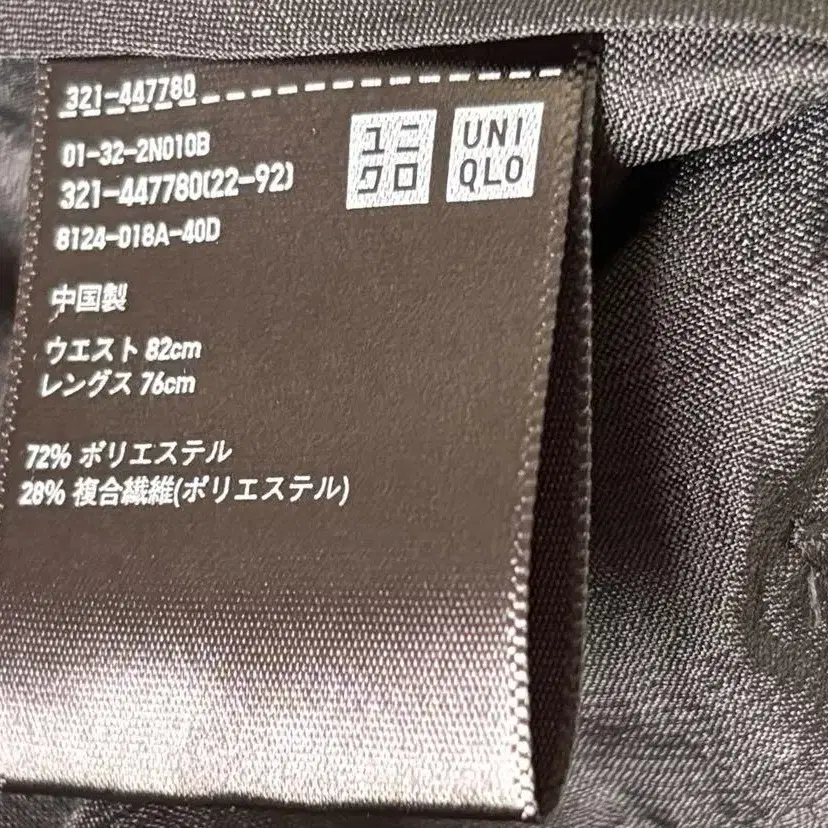 321-447780
01-32-2N010B
321-447780(22-92)
8124-018A-40D
ユニクロ
UNIQLO
中国製
ウエスト 82cm
レングス 76cm
72% ポリエステル
28% 複合繊維(ポリエステル)